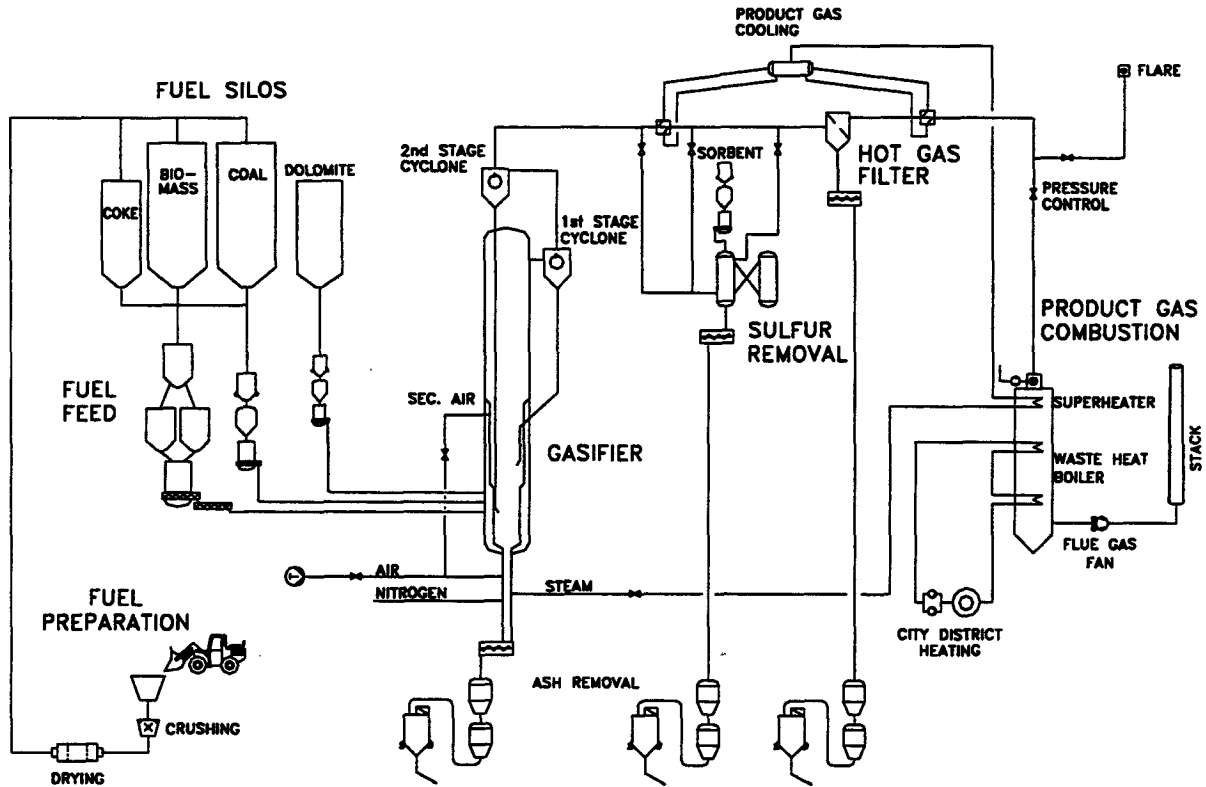 PRODUCT GAS
COOLING
FLARE
FUEL SILOS
2nd STAGE
CYCLONE
SORBENT
HOT GAS
FILTER
BIO-
MASS
COAL
DOLOMITE
COKE
PRESSURE
CONTROL
1st STAGE
CYCLONE
PRODUCT GAS
COMBUSTION
SULFUR
REMOVAL
FUEL
FEED
SEC. AIR
SUPERHEATER
GASIFIER
WASTE HEAT
BOILER
STACK
FLUE GAS
FAN
AIR
NITROGEN
STEAM
FUEL
PREPARATION
CITY DISTRICT
HEATING
ASH REMOVAL
CRUSHING
DRYING